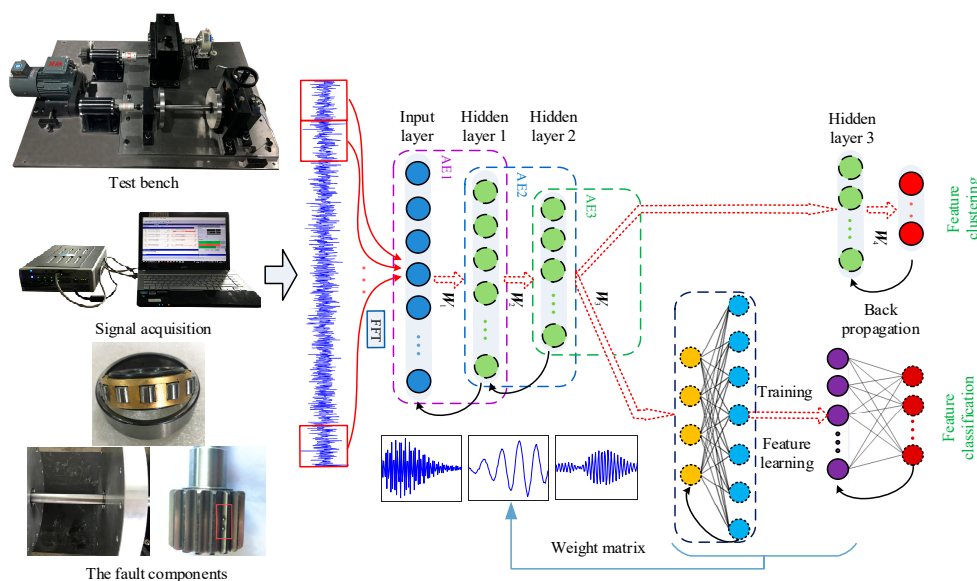 Test bench
Signal acquisition
The fault components
FFT
Input
layer
Hidden
layer 1
Hidden
layer 2
AE1
AE2
AE3
W1
W2
W3
Hidden
layer 3
W4
Feature
clustering
Back
propagation
Training
Feature
learning
Feature
classification
Weight matrix